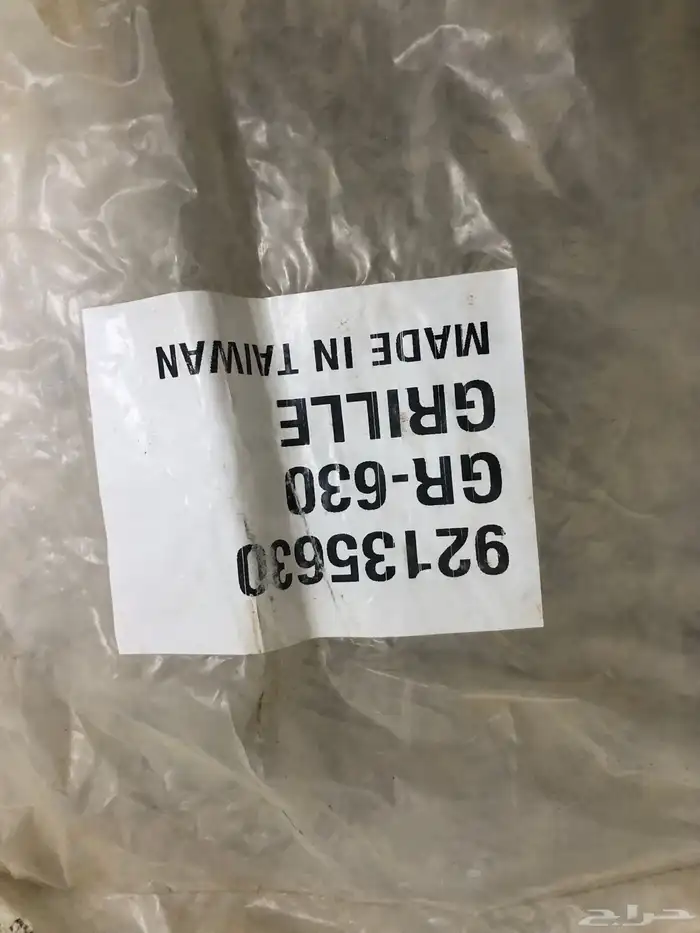 92135630
GR-630
GRILLE
MADE IN TAIWAN
حراج